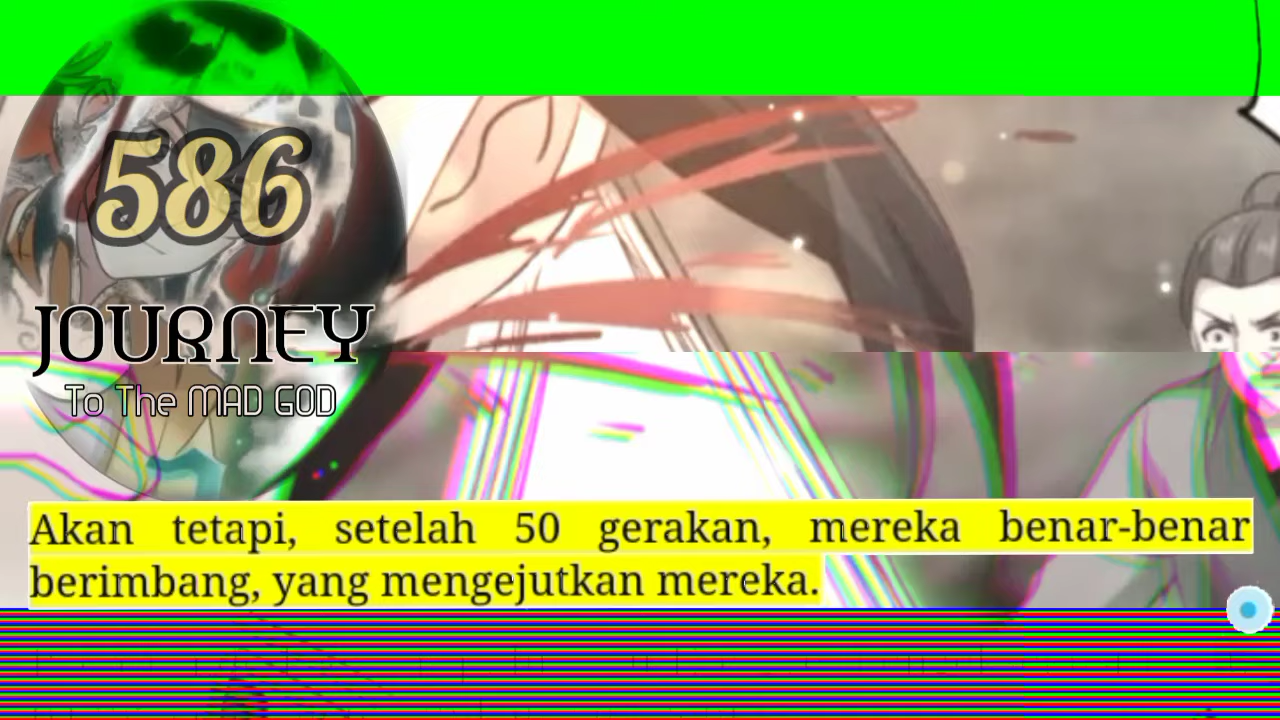 586
JOURNEY
To The MAD GOD
Akan tetapi, setelah 50 gerakan, mereka benar-benar
berimbang, yang mengejutkan mereka.